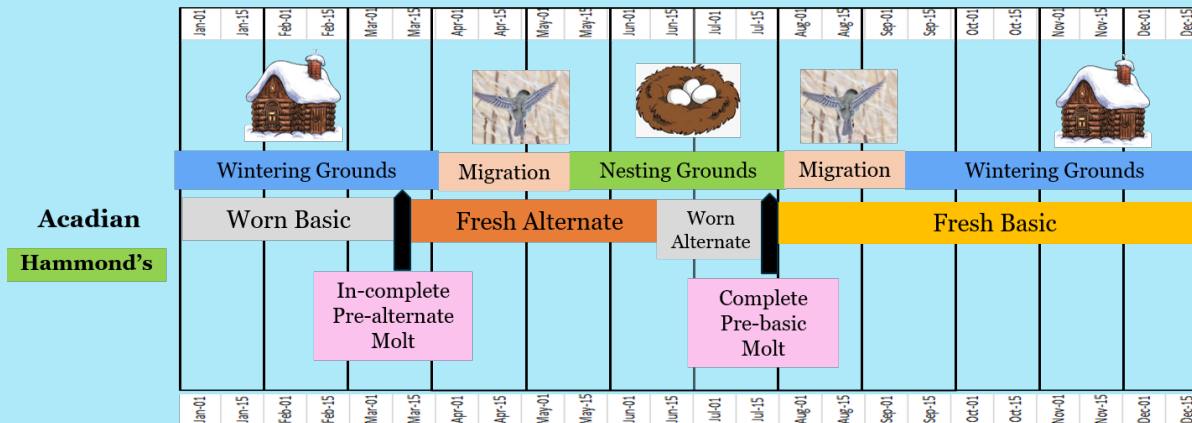 Jan-01 Jan-15 Feb-01 Feb-15 Mar-01 Mar-15 Apr-01 Apr-15 May-01 May-15 Jun-01 Jun-15 Jul-01 Jul-15 Aug-01 Aug-15 Sep-01 Sep-15 Oct-01 Oct-15 Nov-01 Nov-15 Dec-01 Dec-15
Wintering Grounds
Migration
Nesting Grounds
Migration
Wintering Grounds
Acadian
Hammond's
Worn Basic
Fresh Alternate
Worn
Alternate
Fresh Basic
In-complete
Pre-alternate
Molt
Complete
Pre-basic
Molt
Jan-01 Jan-15 Feb-01 Feb-15 Mar-01 Mar-15 Apr-01 Apr-15 May-01 May-15 Jun-01 Jun-15 Jul-01 Jul-15 Aug-01 Aug-15 Sep-01 Sep-15 Oct-01 Oct-15 Nov-01 Nov-15 Dec-01 Dec-15